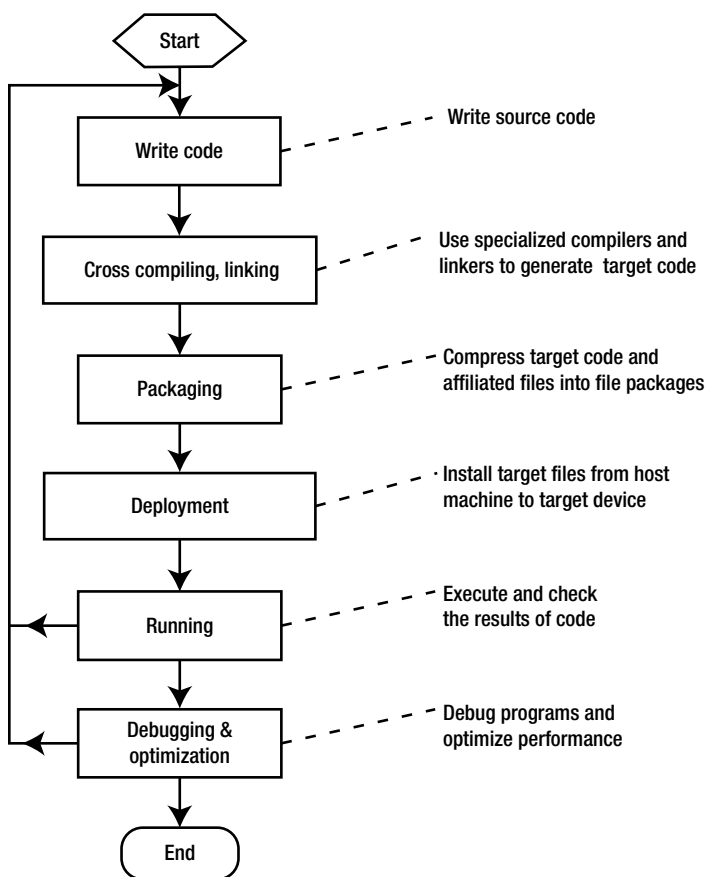 Start
Write code
Write source code
Cross compiling, linking
Use specialized compilers and
linkers to generate target code
Packaging
Compress target code and
affiliated files into file packages
Deployment
Install target files from host
machine to target device
Running
Execute and check
the results of code
Debugging &
optimization
Debug programs and
optimize performance
End